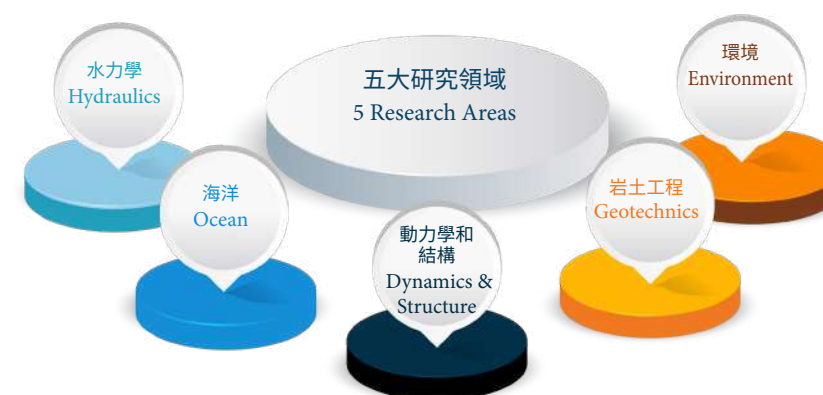 五大研究領域
5 Research Areas
水力學
Hydraulics
海洋
Ocean
動力學和
結構
Dynamics &
Structure
岩土工程
Geotechnics
環境
Environment